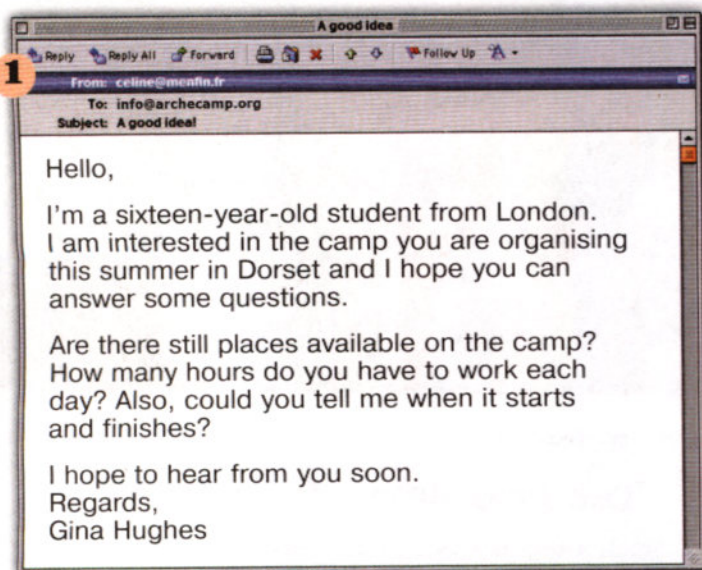 A good idea
Reply Reply All Forward Follow Up
1
From: celine@menfin.fr
To: info@archecamp.org
Subject: A good idea!
Hello,
I'm a sixteen-year-old student from London.
I am interested in the camp you are organising
this summer in Dorset and I hope you can
answer some questions.
Are there still places available on the camp?
How many hours do you have to work each
day? Also, could you tell me when it starts
and finishes?
I hope to hear from you soon.
Regards,
Gina Hughes